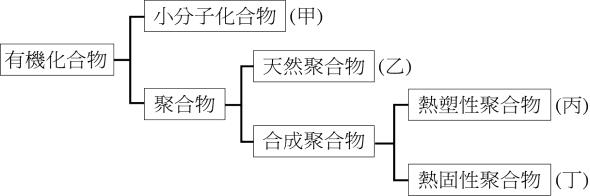 小分子化合物 (甲)
有機化合物
天然聚合物 (乙)
聚合物
熱塑性聚合物 (丙)
合成聚合物
熱固性聚合物 (丁)